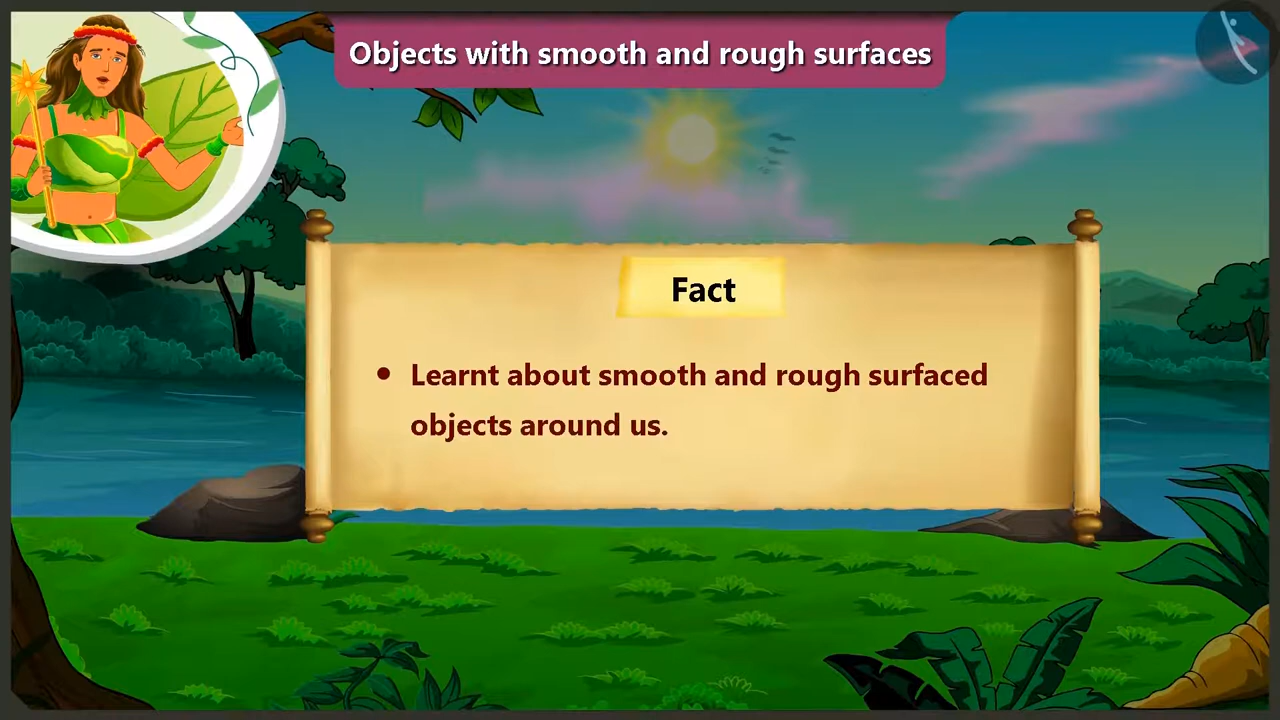 Objects with smooth and rough surfaces
Fact
• Learnt about smooth and rough surfaced
objects around us.